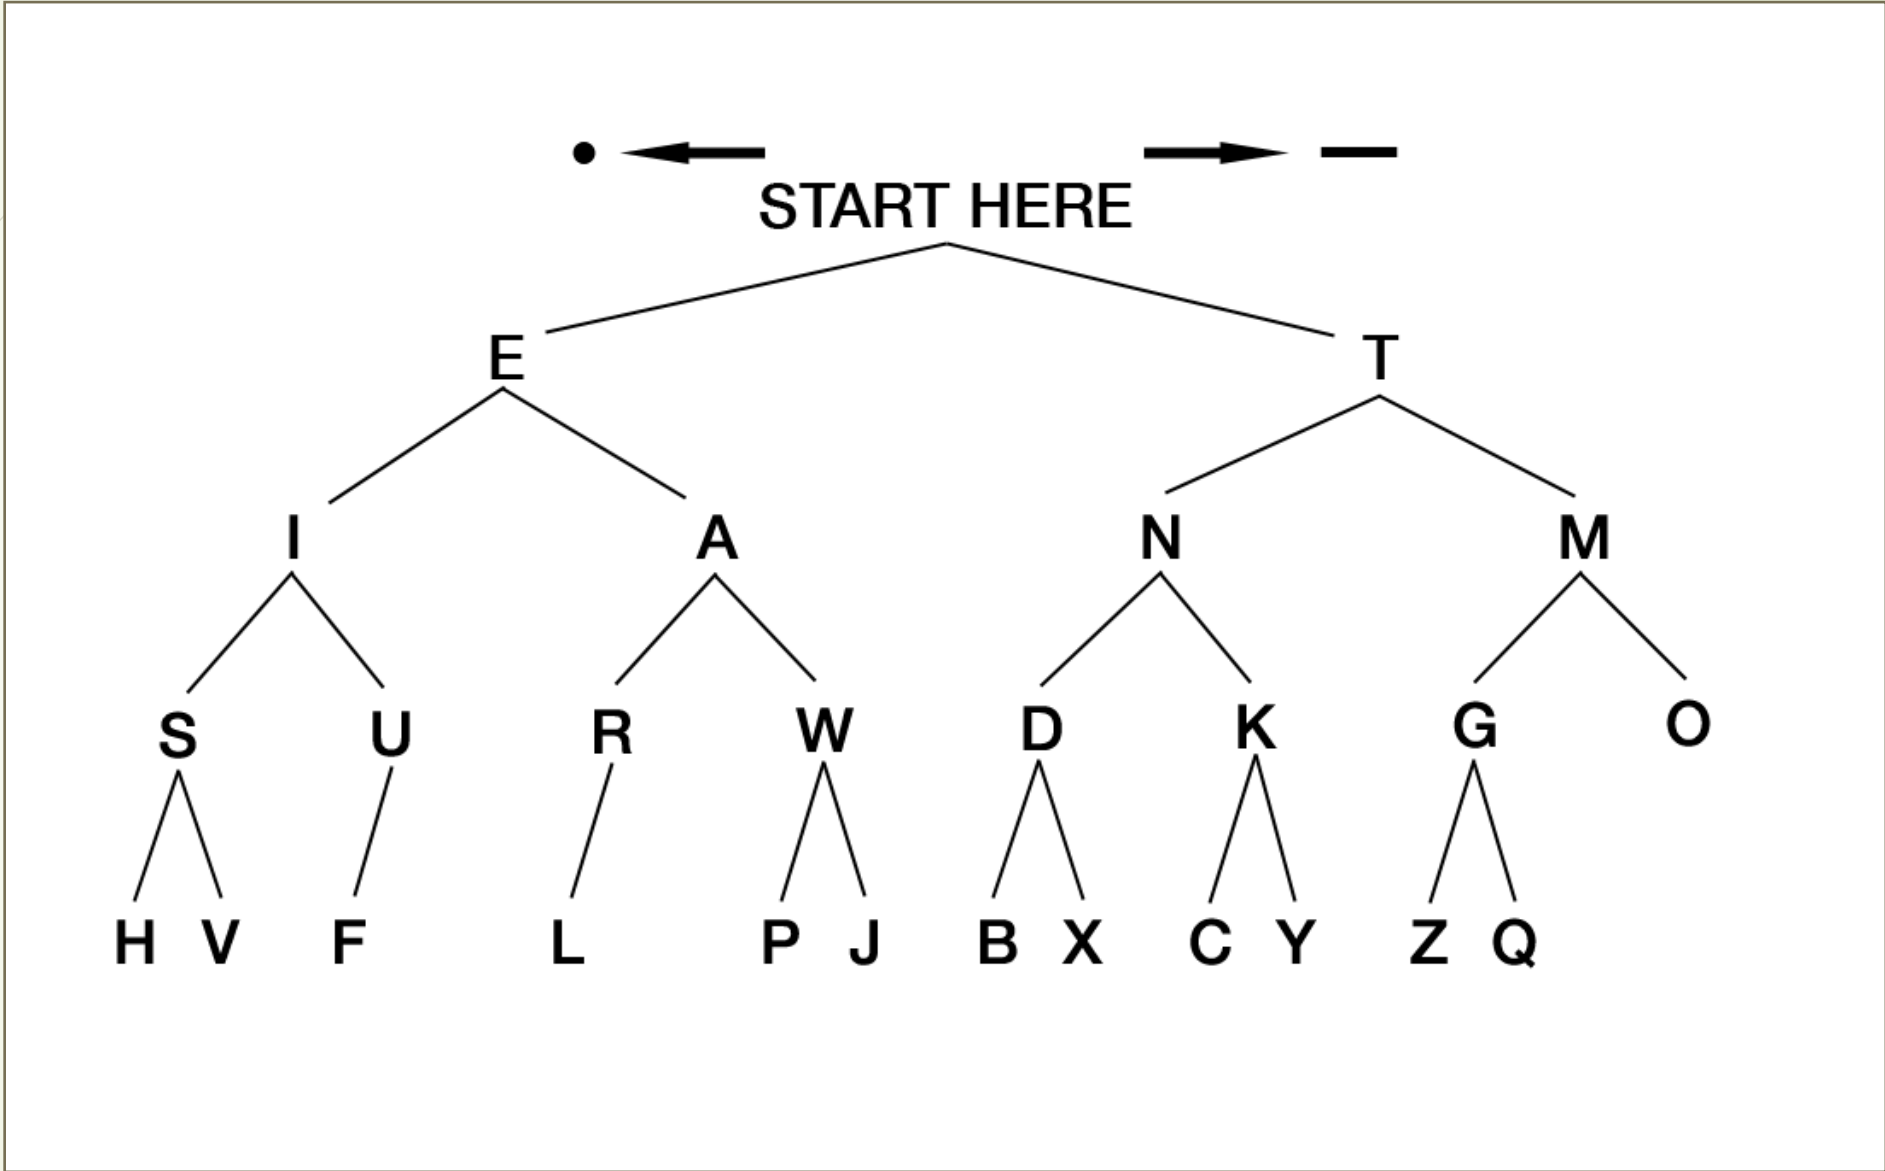 START HERE
E T
I A N M
S U R W D K G O
H V F L P J B X C Y Z Q